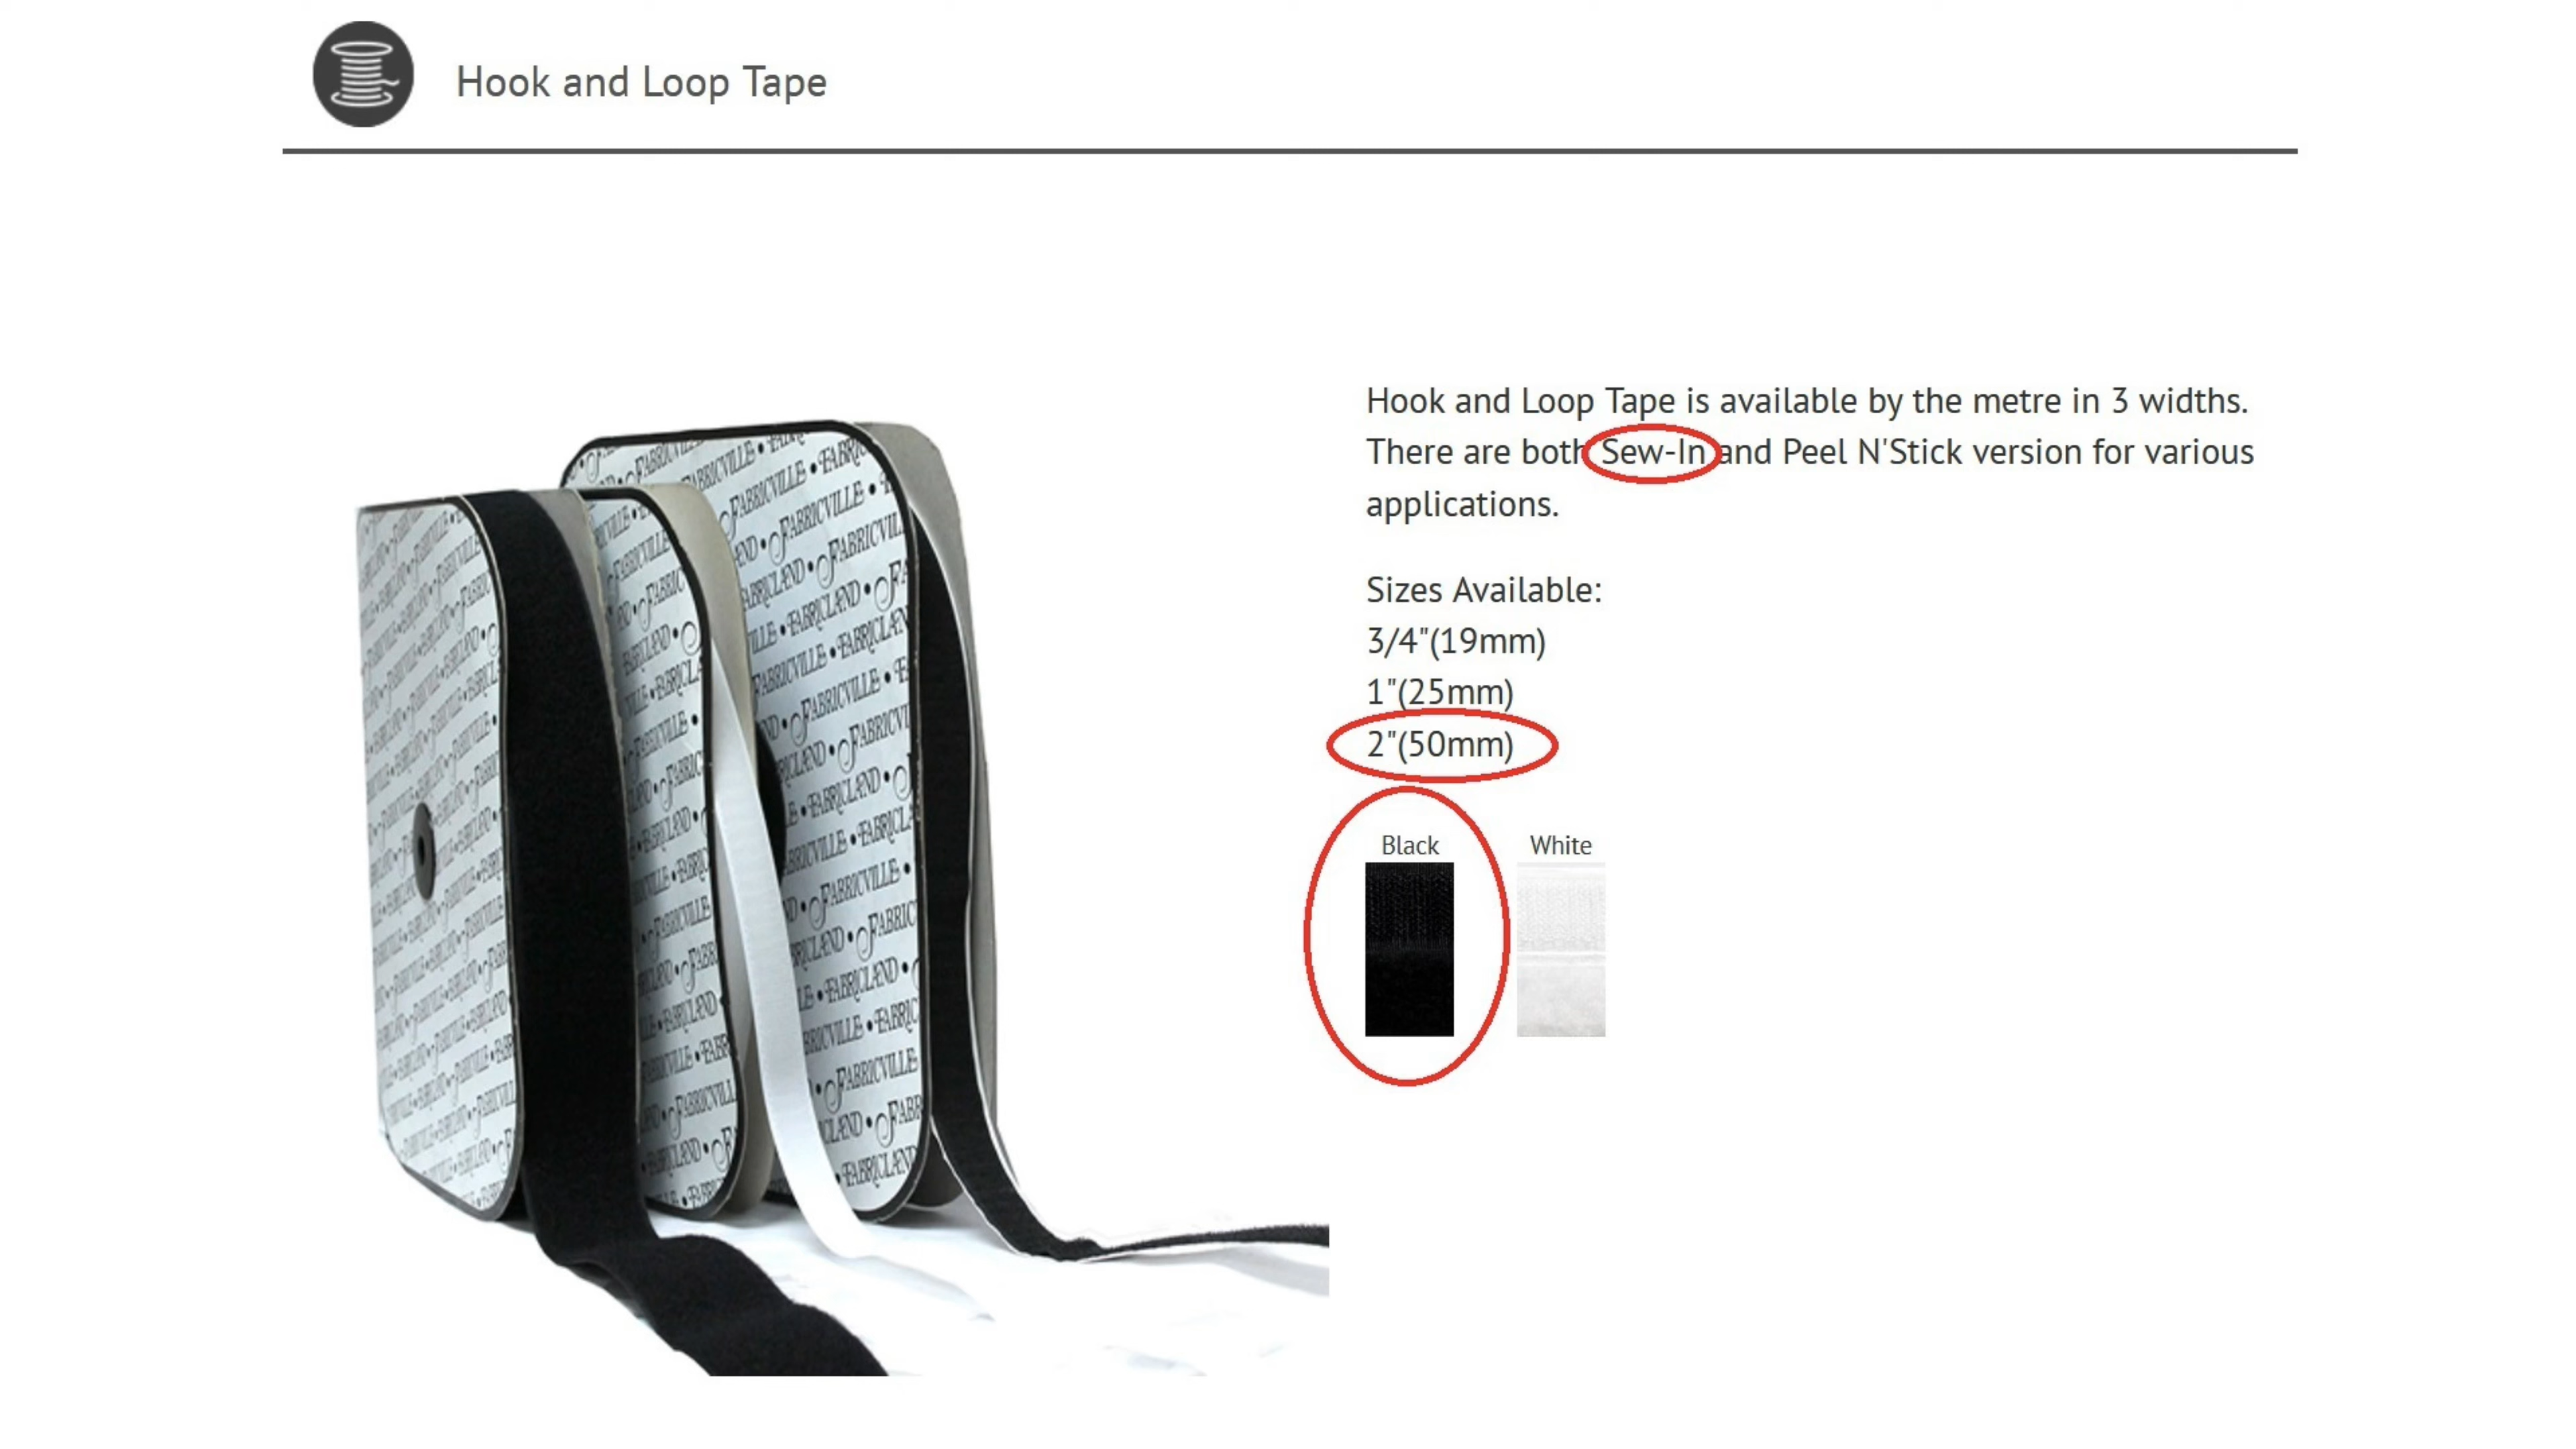 Hook and Loop Tape
Hook and Loop Tape is available by the metre in 3 widths.
There are both Sew-In and Peel N'Stick version for various
applications.
Sizes Available:
3/4"(19mm)
1"(25mm)
2"(50mm)
Black White
FABRICVILLE • FABRICLAND